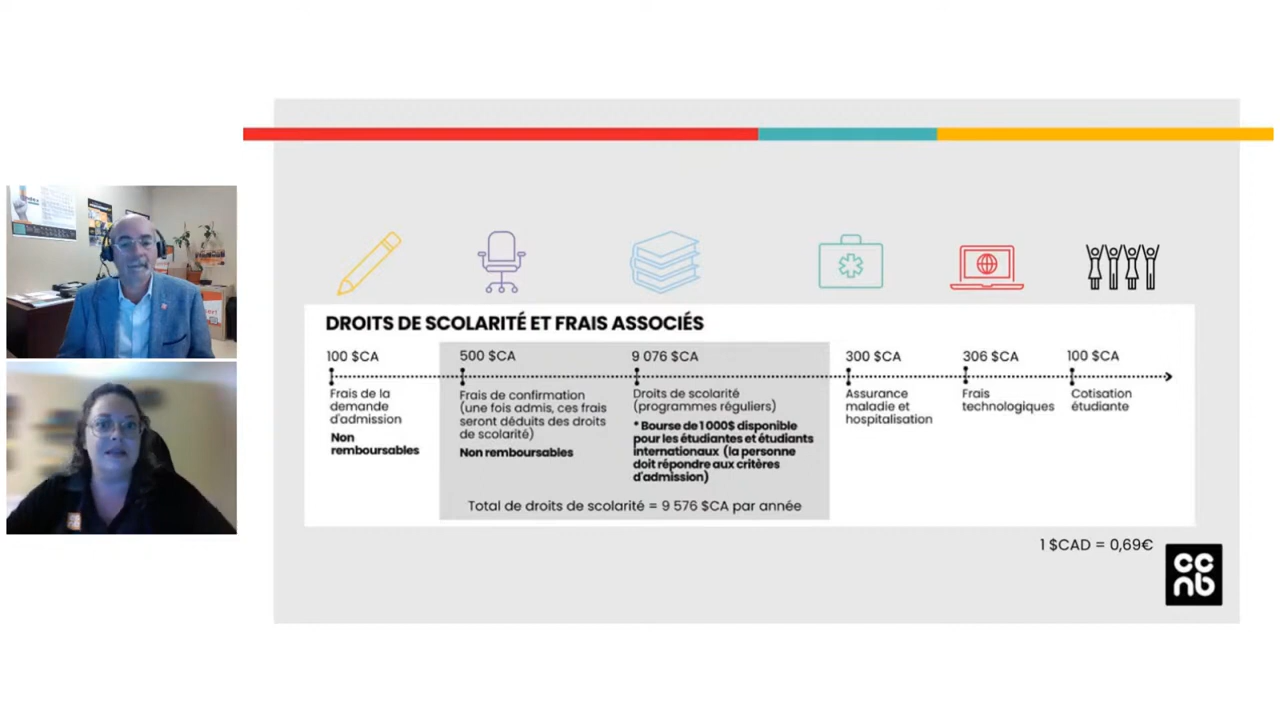 DROITS DE SCOLARITÉ ET FRAIS ASSOCIÉS
100 $CA
Frais de la
demande
d'admission
Non
remboursables
500 $CA
Frais de confirmation
(une fois admis, ces frais
seront déduits des droits
de scolarité)
Non remboursables
9 076 $CA
Droits de scolarité
(programmes réguliers)
* Bourse de 1 000$ disponible
pour les étudiantes et étudiants
internationaux (la personne
doit répondre aux critères
d'admission)
Total de droits de scolarité = 9 576 $CA par année
300 $CA
Assurance
maladie et
hospitalisation
306 $CA
Frais
technologiques
100 $CA
Cotisation
étudiante
1 $CAD = 0,69€
cc
nb